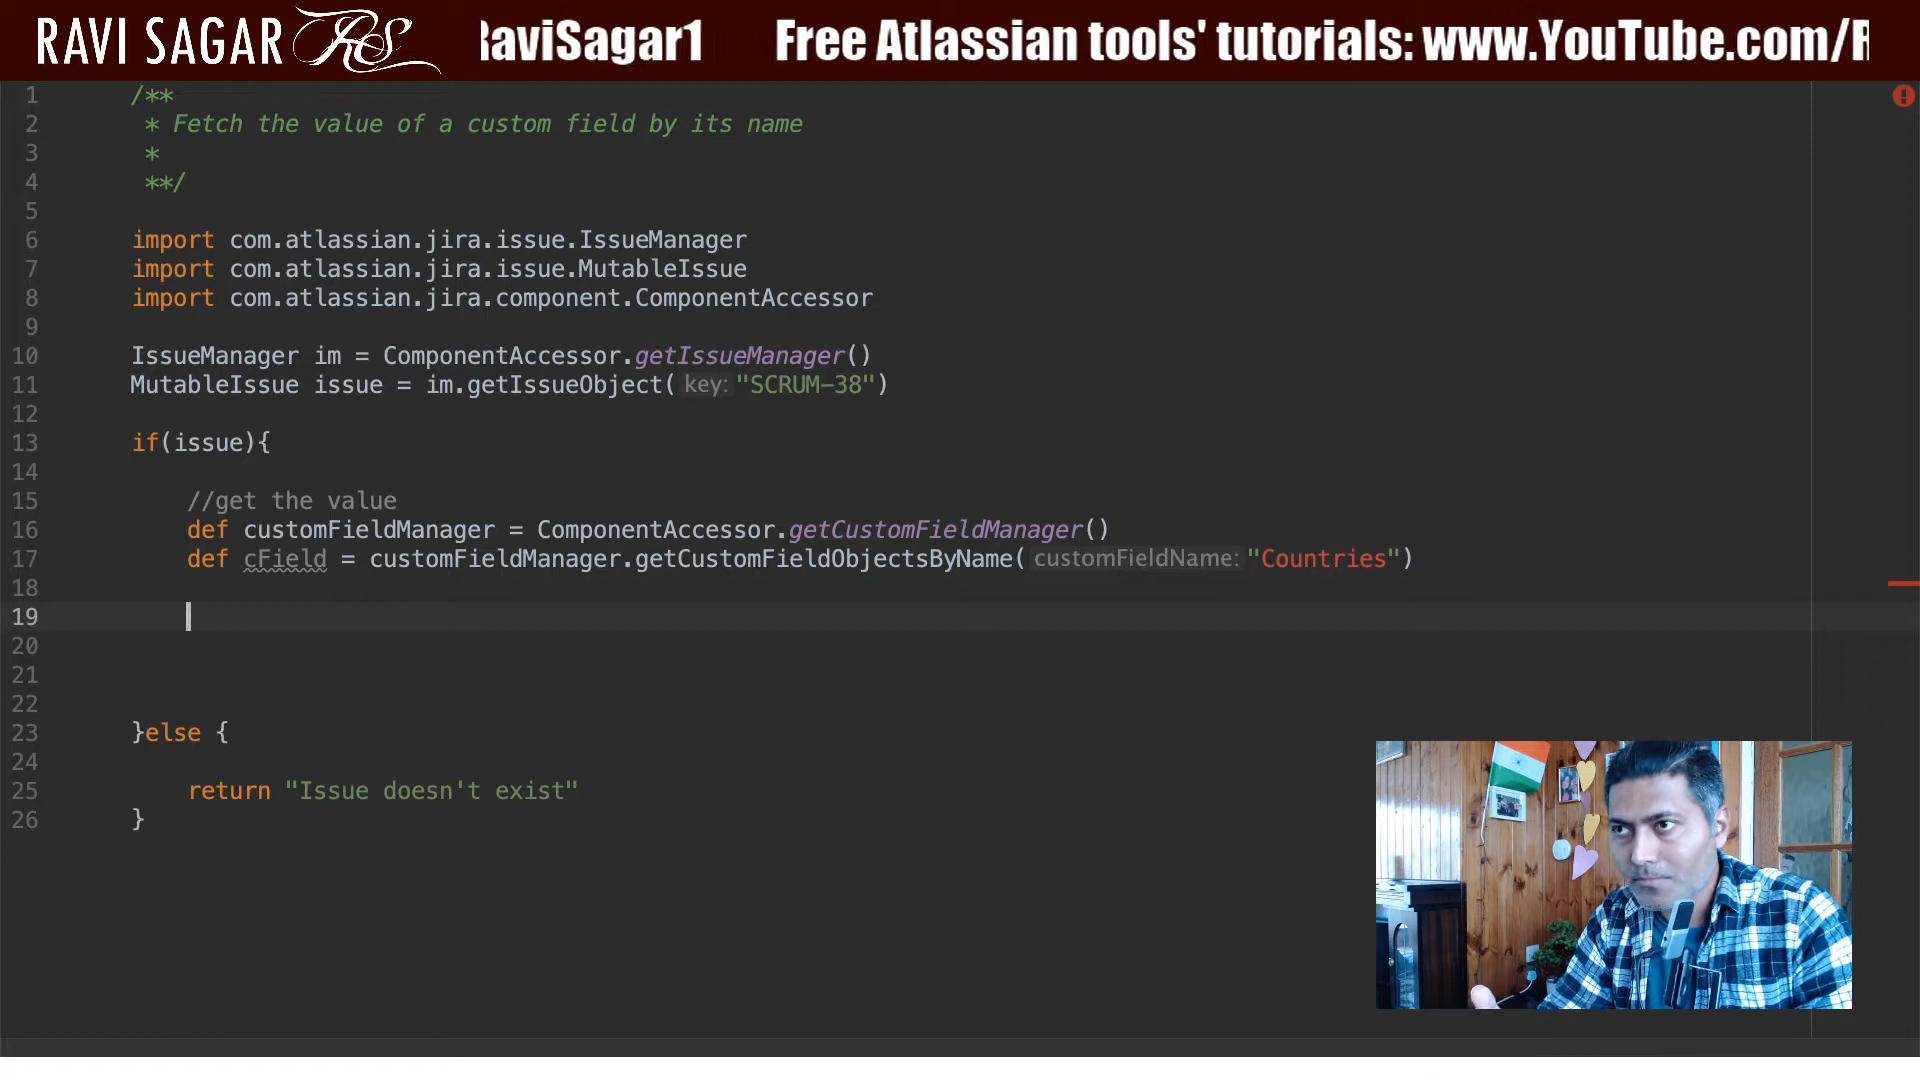 RAVI SAGAR RS RaviSagar1 Free Atlassian tools' tutorials: www.YouTube.com/R
1 /**
2 * Fetch the value of a custom field by its name
3 *
4 **/
5
6 import com.atlassian.jira.issue.IssueManager
7 import com.atlassian.jira.issue.MutableIssue
8 import com.atlassian.jira.component.ComponentAccessor
9
10 IssueManager im = ComponentAccessor.getIssueManager()
11 MutableIssue issue = im.getIssueObject( key: "SCRUM-38")
12
13 if(issue){
14
15 //get the value
16 def customFieldManager = ComponentAccessor.getCustomFieldManager()
17 def cField = customFieldManager.getCustomFieldObjectsByName( customFieldName: "Countries")
18
19
20
21
22
23 }else {
24
25 return "Issue doesn't exist"
26 }